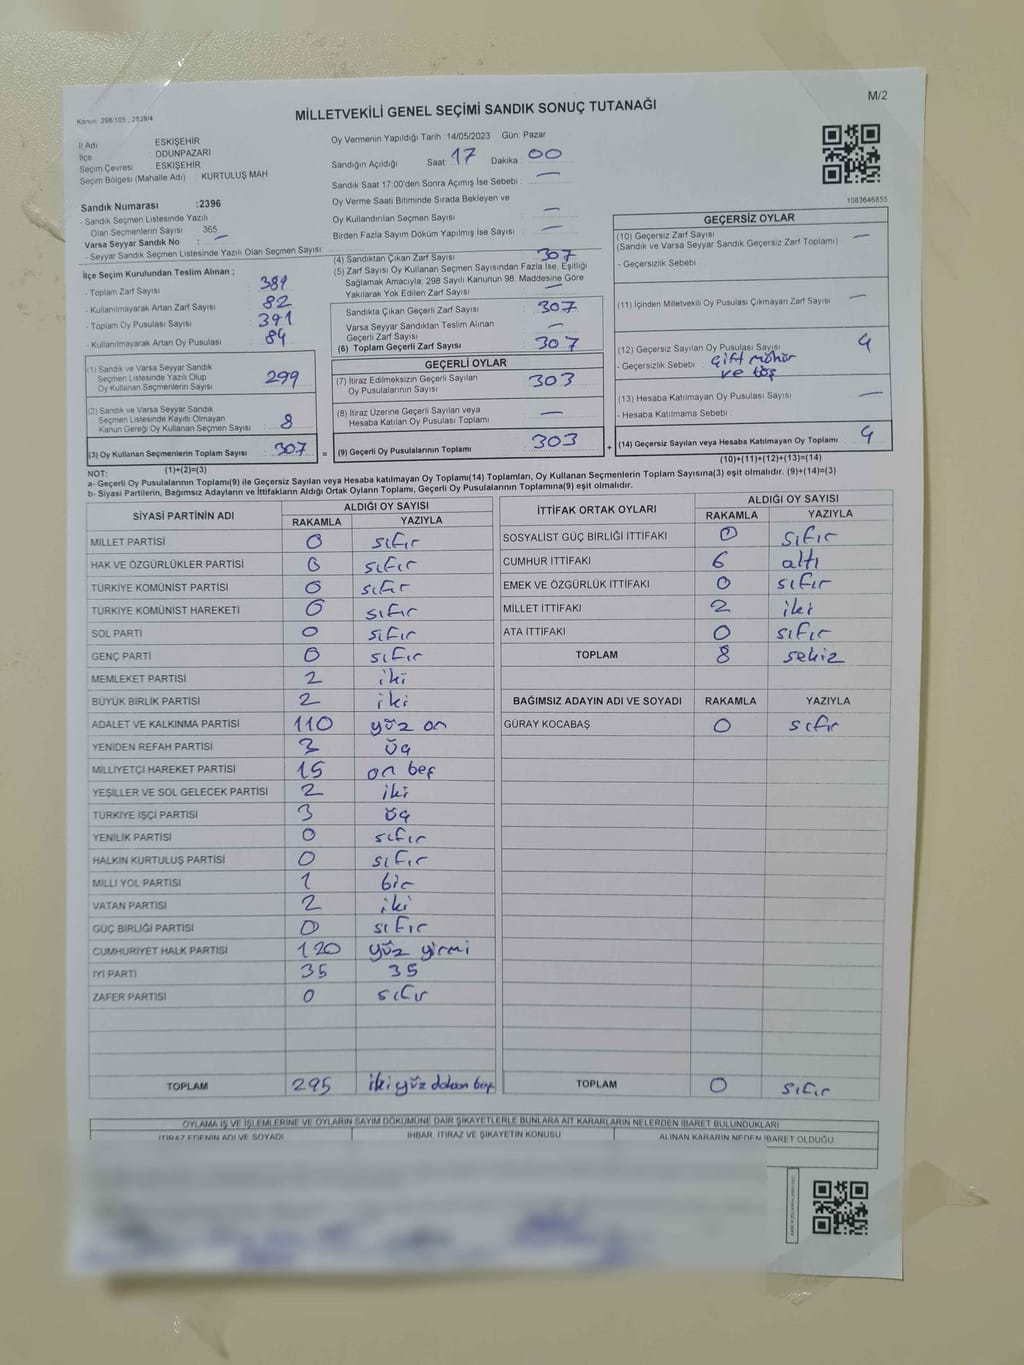 M/2
Kanun: 298/105 , 2839/4
MİLLETVEKİLİ GENEL SEÇİMİ SANDIK SONUÇ TUTANAĞI
İl Adı ESKİŞEHİR
İlçe ODUNPAZARI
Seçim Çevresi ESKİŞEHİR
Seçim Bölgesi (Mahalle Adı) KURTULUŞ MAH
Sandık Numarası :2396
- Sandık Seçmen Listesinde Yazılı
Olan Seçmenlerin Sayısı 365
Varsa Seyyar Sandık No : -
- Seyyar Sandık Seçmen Listesinde Yazılı Olan Seçmen Sayısı:
Oy Vermenin Yapıldığı Tarih :14/05/2023 Gün: Pazar
Sandığın Açıldığı Saat 17 Dakika 00
Sandık Saat 17:00'den Sonra Açımış İse Sebebi : -
Oy Verme Saati Bitiminde Sırada Bekleyen ve
Oy Kullandırılan Seçmen Sayısı -
Birden Fazla Sayım Döküm Yapılmış İse Sayısı -
1083646855
İlçe Seçim Kurulundan Teslim Alınan ;
- Toplam Zarf Sayısı 389
- Kullanılmayarak Artan Zarf Sayısı 82
- Toplam Oy Pusulası Sayısı 391
- Kullanılmayarak Artan Oy Pusulası 84
(1) Sandık ve Varsa Seyyar Sandık
Seçmen Listesinde Yazılı Olup
Oy Kullanan Seçmenlerin Sayısı 299
(2) Sandık ve Varsa Seyyar Sandık
Seçmen Listesinde Kayıtlı Olmayan
Kanun Gereği Oy Kullanan Seçmen Sayısı 8
(3) Oy Kullanan Seçmenlerin Toplam Sayısı 307 =
(1)+(2)=(3)
(4) Sandıktan Çıkan Zarf Sayısı 307
(5) Zarf Sayısı Oy Kullanan Seçmen Sayısından Fazla İse, Eşitliği
Sağlamak Amacıyla; 298 Sayılı Kanunun 98. Maddesine Göre
Yakılarak Yok Edilen Zarf Sayısı -
Sandıkta Çıkan Geçerli Zarf Sayısı 307
Varsa Seyyar Sandıktan Teslim Alınan
Geçerli Zarf Sayısı -
(6) Toplam Geçerli Zarf Sayısı 307
GEÇERLİ OYLAR
(7) İtiraz Edilmeksizin Geçerli Sayılan
Oy Pusulalarının Sayısı 303
(8) İtiraz Üzerine Geçerli Sayılan veya
Hesaba Katılan Oy Pusulası Toplamı -
(9) Geçerli Oy Pusulalarının Toplamı 303 +
GEÇERSİZ OYLAR
(10) Geçersiz Zarf Sayısı -
(Sandık ve Varsa Seyyar Sandık Geçersiz Zarf Toplamı)
- Geçersizlik Sebebi
(11) İçinden Milletvekili Oy Pusulası Çıkmayan Zarf Sayısı -
(12) Geçersiz Sayılan Oy Pusulası Sayısı 4
- Geçersizlik Sebebi Çift mühür
ve boş
(13) Hesaba Katılmayan Oy Pusulası Sayısı -
- Hesaba Katılmama Sebebi :
(14) Geçersiz Sayılan veya Hesaba Katılmayan Oy Toplamı 4
(10)+(11)+(12)+(13)=(14)
NOT:
a- Geçerli Oy Pusulalarının Toplamı(9) ile Geçersiz Sayılan veya Hesaba katılmayan Oy Toplamı(14) Toplamları, Oy Kullanan Seçmenlerin Toplam Sayısına(3) eşit olmalıdır. (9)+(14)=(3)
b- Siyasi Partilerin, Bağımsız Adayların ve İttifakların Aldığı Ortak Oyların Toplamı, Geçerli Oy Pusulalarının Toplamına(9) eşit olmalıdır.
SİYASİ PARTİNİN ADI ALDIĞI OY SAYISI
RAKAMLA YAZIYLA
MİLLET PARTİSİ 0 sıfır
HAK VE ÖZGÜRLÜKLER PARTİSİ 0 sıfır
TÜRKİYE KOMÜNİST PARTİSİ 0 sıfır
TÜRKİYE KOMÜNİST HAREKETİ 0 sıfır
SOL PARTİ 0 sıfır
GENÇ PARTİ 0 sıfır
MEMLEKET PARTİSİ 2 iki
BÜYÜK BİRLİK PARTİSİ 2 iki
ADALET VE KALKINMA PARTİSİ 110 yüz on
YENİDEN REFAH PARTİSİ 3 üç
MİLLİYETÇİ HAREKET PARTİSİ 15 on beş
YEŞİLLER VE SOL GELECEK PARTİSİ 2 iki
TÜRKİYE İŞÇİ PARTİSİ 3 üç
YENİLİK PARTİSİ 0 sıfır
HALKIN KURTULUŞ PARTİSİ 0 sıfır
MİLLİ YOL PARTİSİ 1 bir
VATAN PARTİSİ 2 iki
GÜÇ BİRLİĞİ PARTİSİ 0 sıfır
CUMHURİYET HALK PARTİSİ 120 yüz yirmi
İYİ PARTİ 35 35
ZAFER PARTİSİ 0 sıfır
TOPLAM 295 iki yüz doksan beş
İTTİFAK ORTAK OYLARI ALDIĞI OY SAYISI
RAKAMLA YAZIYLA
SOSYALİST GÜÇ BİRLİĞİ İTTİFAKI 0 sıfır
CUMHUR İTTİFAKI 6 altı
EMEK VE ÖZGÜRLÜK İTTİFAKI 0 sıfır
MİLLET İTTİFAKI 2 iki
ATA İTTİFAKI 0 sıfır
TOPLAM 8 sekiz
BAĞIMSIZ ADAYIN ADI VE SOYADI RAKAMLA YAZIYLA
GÜRAY KOCABAŞ 0 sıfır
TOPLAM 0 sıfır
OYLAMA İŞ VE İŞLEMLERİNE VE OYLARIN SAYIM DÖKÜMÜNE DAİR ŞİKAYETLERLE BUNLARA AİT KARARLARIN NELERDEN İBARET BULUNDUKLARI
İTİRAZ EDENİN ADI VE SOYADI İHBAR, İTİRAZ VE ŞİKAYETİN KONUSU ALINAN KARARIN NEDEN İBARET OLDUĞU